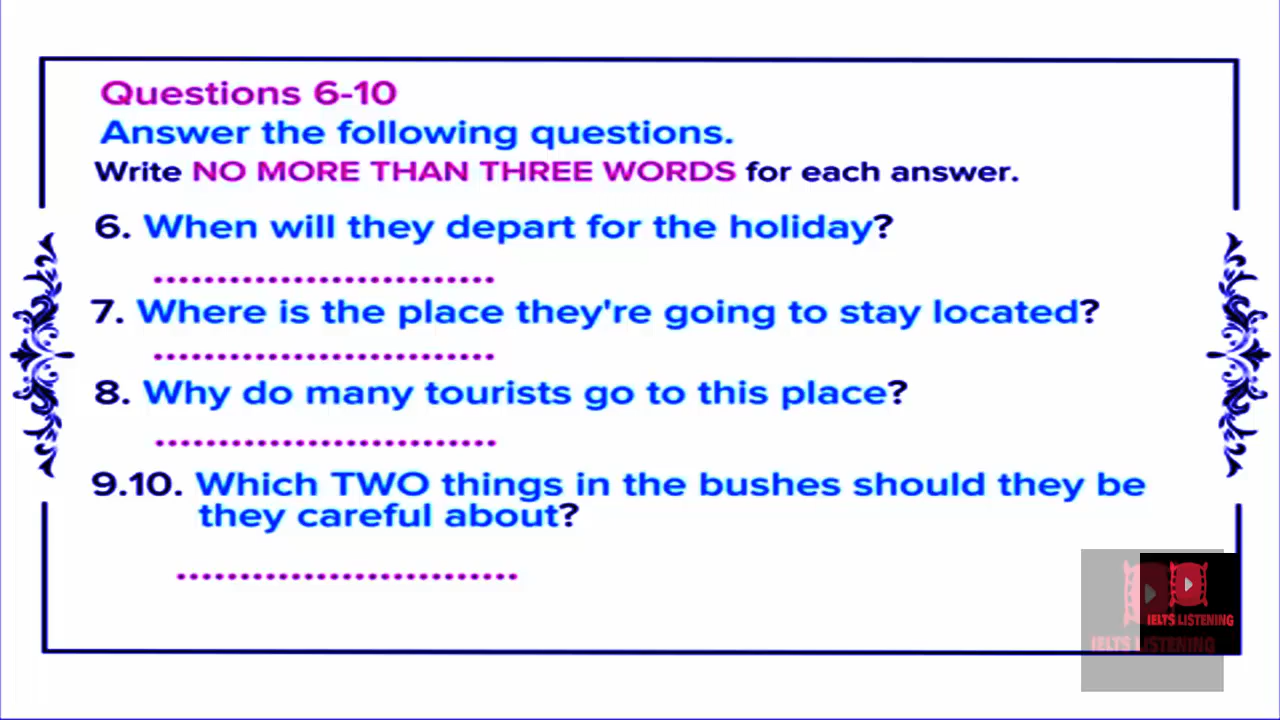 Questions 6-10
Answer the following questions.
Write NO MORE THAN THREE WORDS for each answer.
6. When will they depart for the holiday?
...........................
7. Where is the place they're going to stay located?
...........................
8. Why do many tourists go to this place?
...........................
9.10. Which TWO things in the bushes should they be
they careful about?
...........................
IELTS LISTENING
IELTS LISTENING